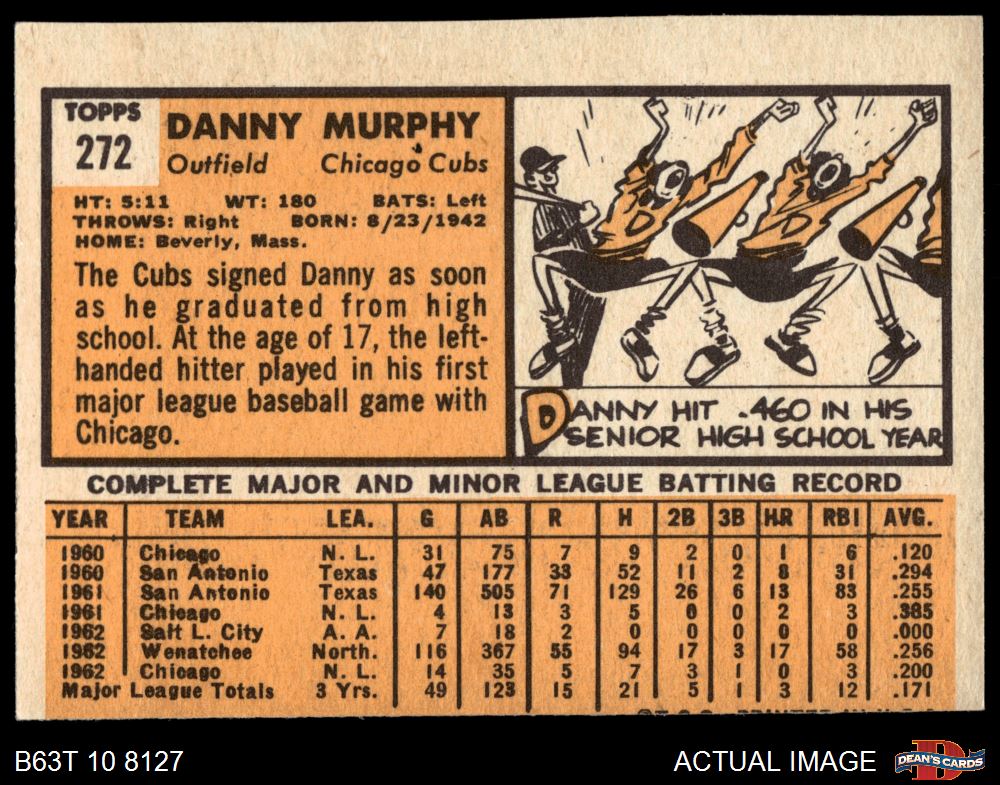 TOPPS
272
DANNY MURPHY
Outfield Chicago Cubs
HT: 5:11 WT: 180 BATS: Left
THROWS: Right BORN: 8/23/1942
HOME: Beverly, Mass.
The Cubs signed Danny as soon
as he graduated from high
school. At the age of 17, the left-
handed hitter played in his first
major league baseball game with
Chicago.
D D
DANNY HIT .460 IN HIS
SENIOR HIGH SCHOOL YEAR
COMPLETE MAJOR AND MINOR LEAGUE BATTING RECORD
YEAR TEAM LEA. G AB R H 2B 3B HR RBI AVG.
1960 Chicago N. L. 31 75 7 9 2 0 1 6 .120
1960 San Antonio Texas 47 177 33 52 11 2 8 31 .294
1961 San Antonio Texas 140 505 71 129 26 6 13 83 .255
1961 Chicago N. L. 4 13 3 5 0 0 2 3 .385
1962 Salt L. City A. A. 7 18 2 0 0 0 0 0 .000
1962 Wenatchee North. 116 367 55 94 17 3 17 58 .256
1962 Chicago N. L. 14 35 5 7 3 1 0 3 .200
Major League Totals 3 Yrs. 49 123 15 21 5 1 3 12 .171
B63T 10 8127 ACTUAL IMAGE DEAN'S CARDS